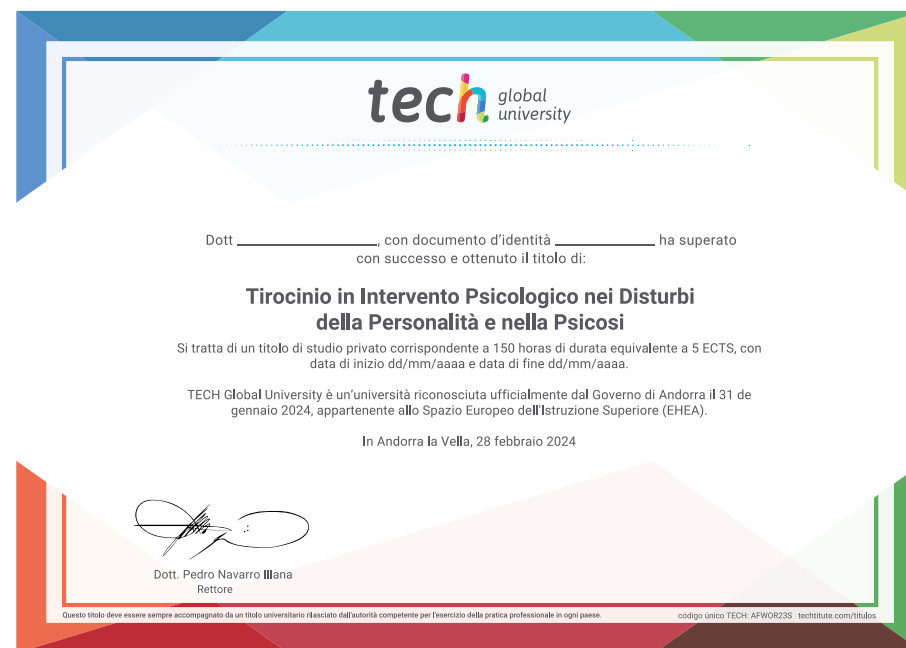 tech global
university
Dott ____________, con documento d'identità ____________ ha superato
con successo e ottenuto il titolo di:
Tirocinio in Intervento Psicologico nei Disturbi
della Personalità e nella Psicosi
Si tratta di un titolo di studio privato corrispondente a 150 horas di durata equivalente a 5 ECTS, con
data di inizio dd/mm/aaaa e data di fine dd/mm/aaaa.
TECH Global University è un'università riconosciuta ufficialmente dal Governo di Andorra il 31 de
gennaio 2024, appartenente allo Spazio Europeo dell'Istruzione Superiore (EHEA).
In Andorra la Vella, 28 febbraio 2024
Dott. Pedro Navarro Illana
Rettore
Questo titolo deve essere sempre accompagnato da un titolo universitario rilasciato dall'autorità competente per l'esercizio della pratica professionale in ogni paese.
código único TECH: AFWOR23S techtitute.com/titulos